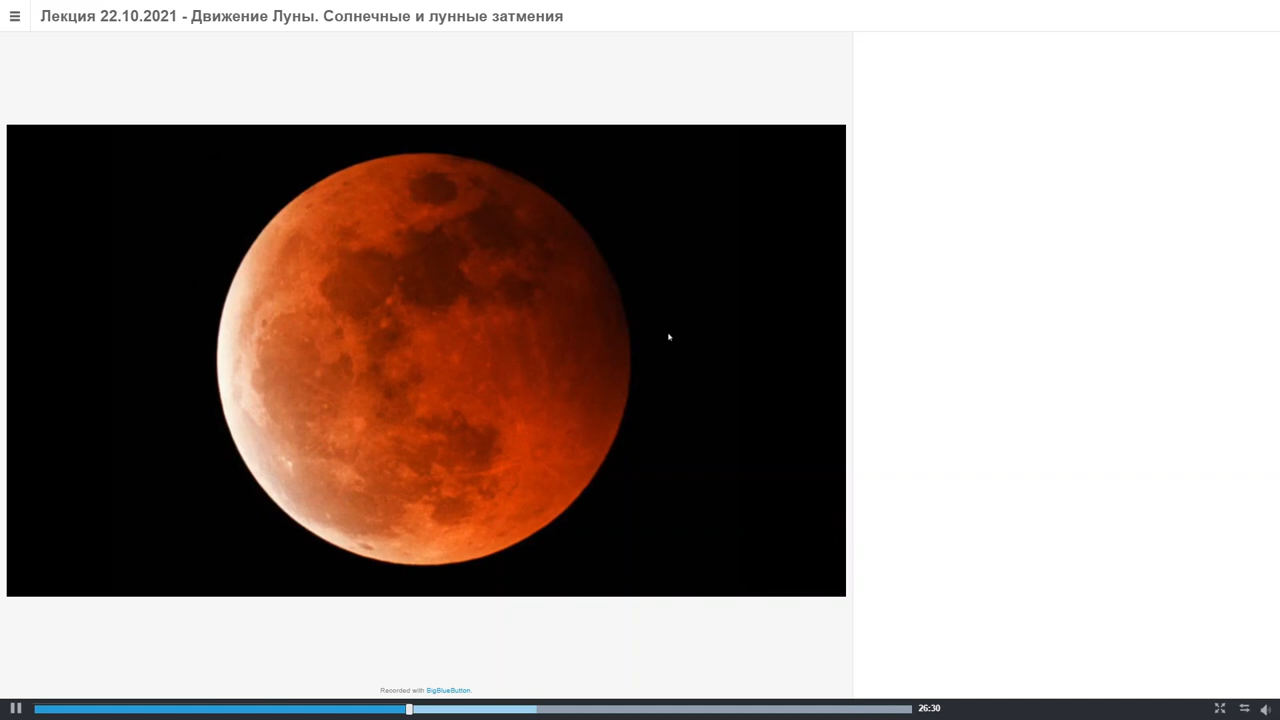 Лекция 22.10.2021 - Движение Луны. Солнечные и лунные затмения
Recorded with BigBlueButton.
26:30